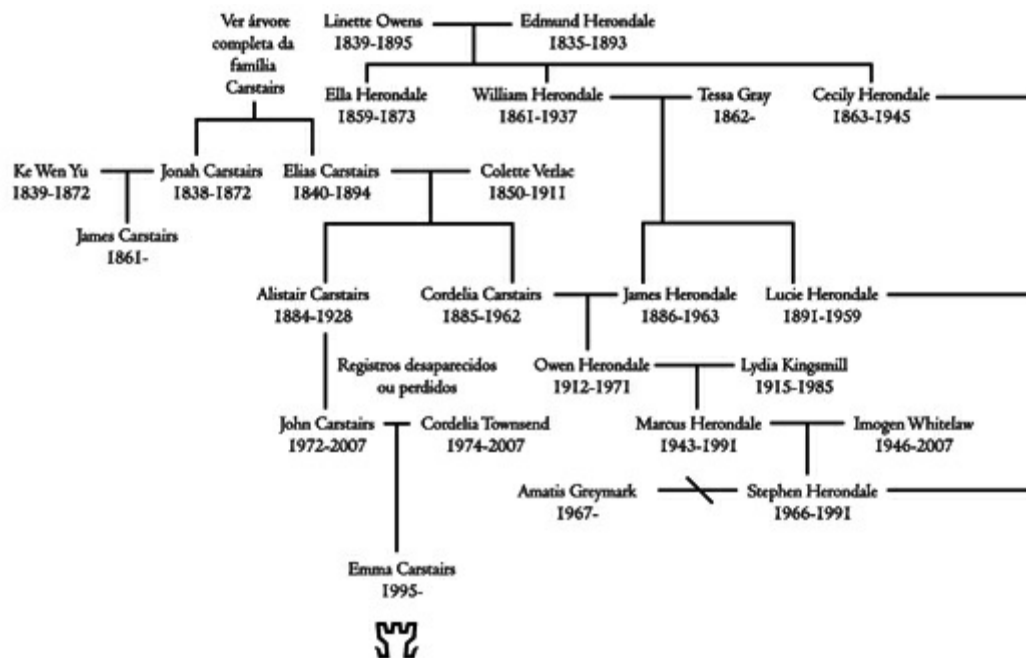 Ver árvore
completa da
família
Carstairs
Linette Owens
1839-1895
Edmund Herondale
1835-1893
Ella Herondale
1859-1873
William Herondale
1861-1937
Tessa Gray
1862-
Cecily Herondale
1863-1945
Ke Wen Yu
1839-1872
Jonah Carstairs
1838-1872
Elias Carstairs
1840-1894
Colette Verlac
1850-1911
James Carstairs
1861-
Alistair Carstairs
1884-1928
Cordelia Carstairs
1885-1962
James Herondale
1886-1963
Lucie Herondale
1891-1959
Registros desaparecidos
ou perdidos
Owen Herondale
1912-1971
Lydia Kingsmill
1915-1985
John Carstairs
1972-2007
Cordelia Townsend
1974-2007
Marcus Herondale
1943-1991
Imogen Whitelaw
1946-2007
Amatis Greymark
1967-
Stephen Herondale
1966-1991
Emma Carstairs
1995-